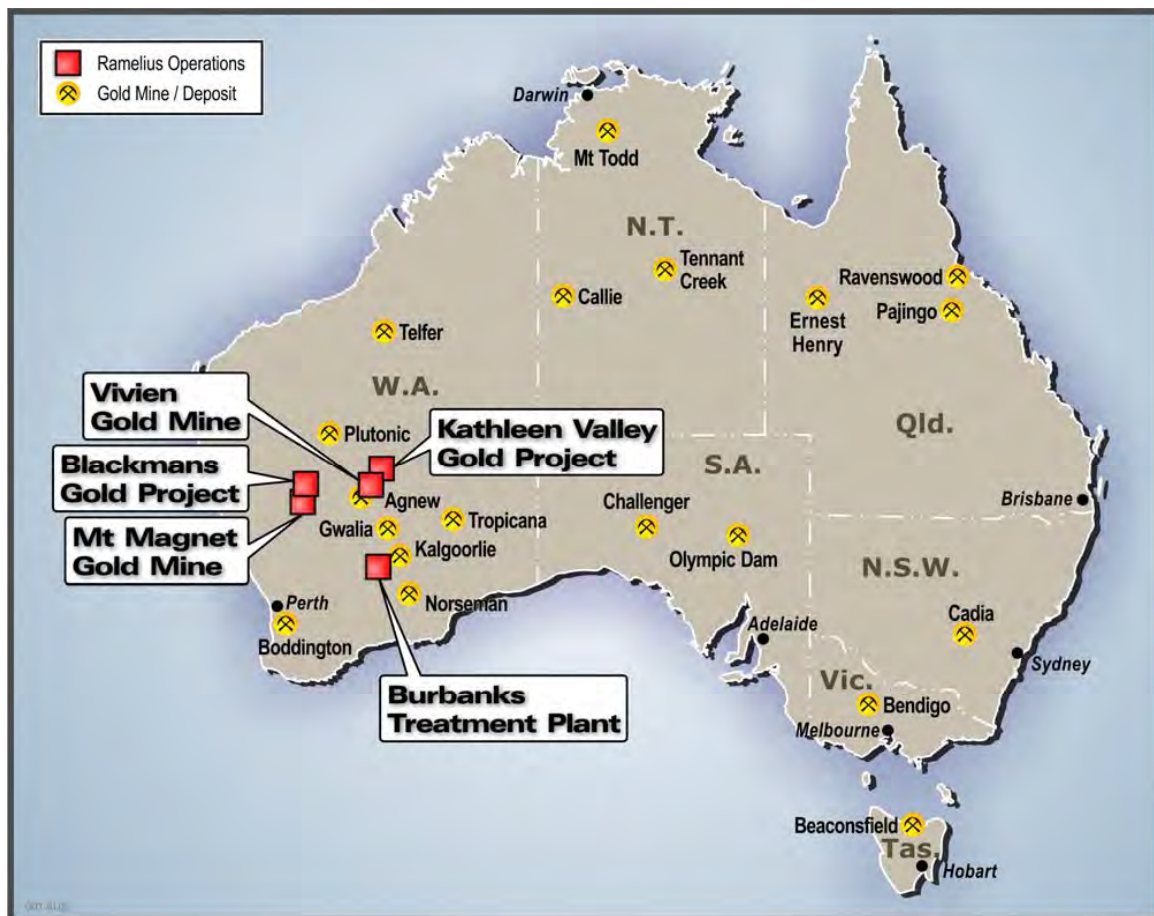 Ramelius Operations
Gold Mine / Deposit
Darwin
Mt Todd
N.T.
Tennant
Creek
Callie
Ravenswood
Ernest
Henry
Pajingo
Telfer
W.A.
Vivien
Gold Mine
Plutonic
Kathleen Valley
Gold Project
Qld.
S.A.
Blackmans
Gold Project
Agnew
Challenger
Brisbane
Mt Magnet
Gold Mine
Gwalia
Tropicana
Kalgoorlie
Olympic Dam
N.S.W.
Norseman
Perth
Boddington
Cadia
Adelaide
Sydney
Burbanks
Treatment Plant
Vic.
Bendigo
Melbourne
Beaconsfield
Tas.
Hobart